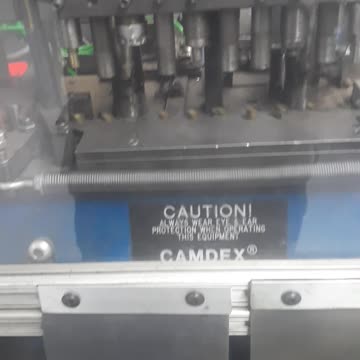 CAUTION!
ALWAYS WEAR EYE & EAR
PROTECTION WHEN OPERATING
THIS EQUIPMENT
CAMDEX®